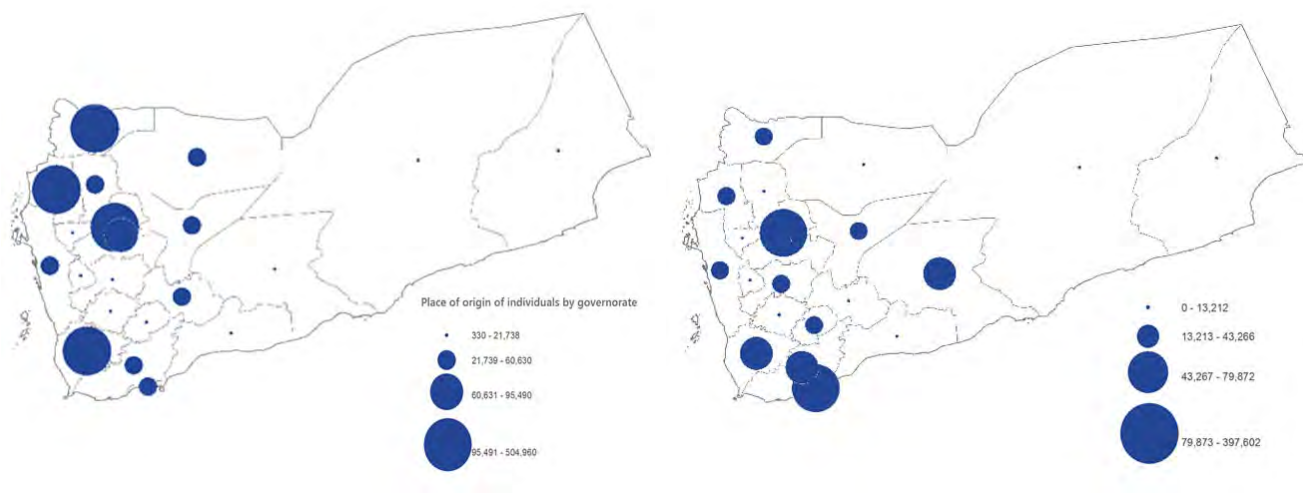 Place of origin of individuals by governorate
330 - 21,738
21,739 - 60,630
60,631 - 95,490
95,491 - 504,960
0 - 13,212
13,213 - 43,266
43,267 - 79,872
79,873 - 397,602